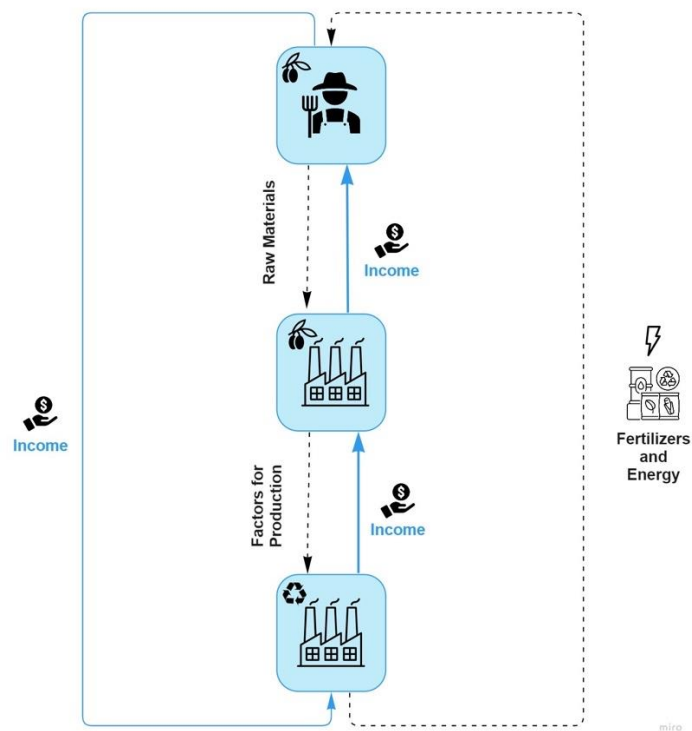 Raw Materials
$
Income
$
Income
Fertilizers
and
Energy
Factors for
Production
$
Income
miro